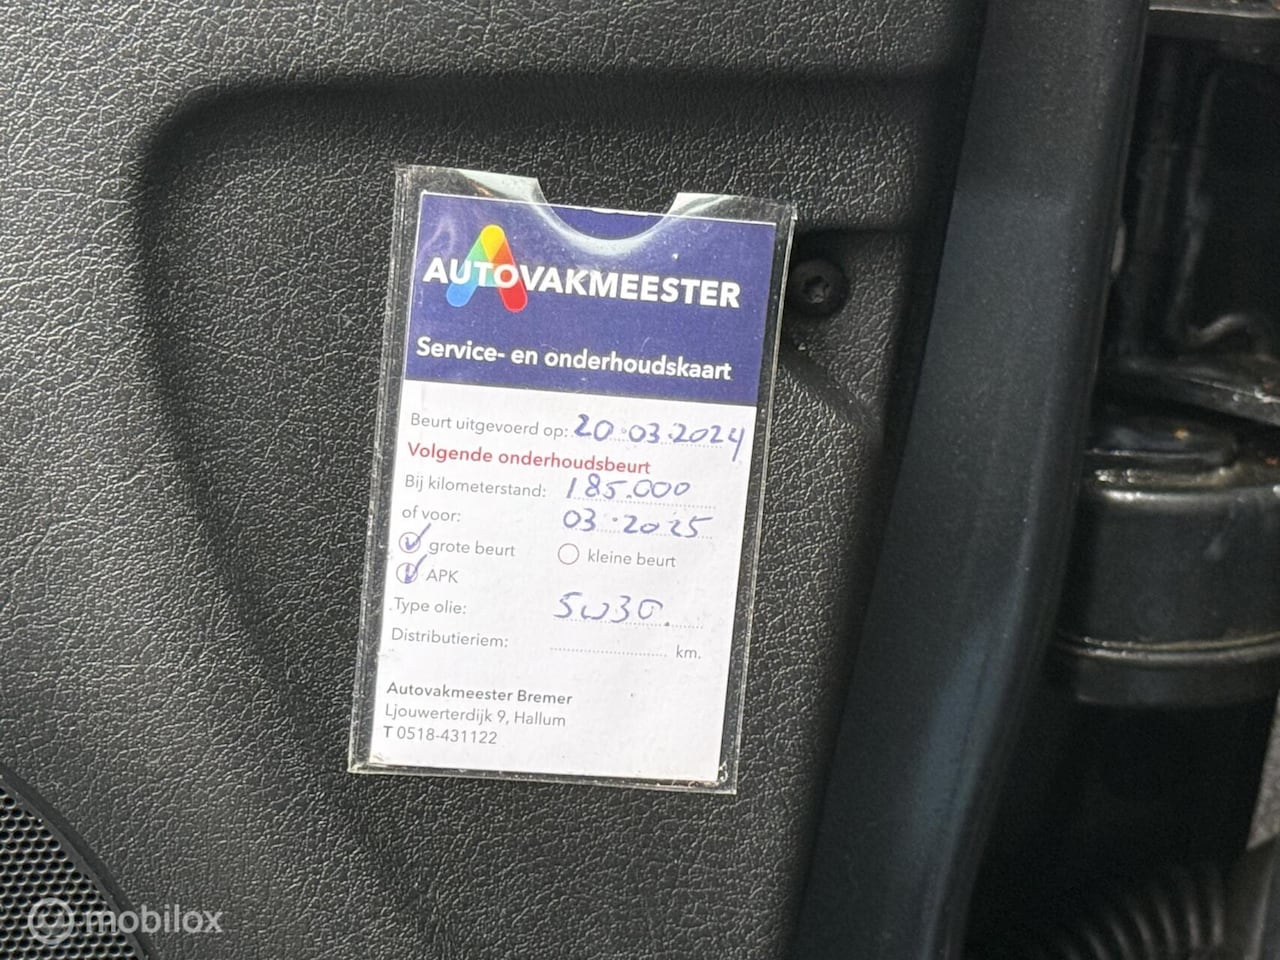 AUTOVAKMEESTER
Service- en onderhoudskaart
Beurt uitgevoerd op: 20.03.2024
Volgende onderhoudsbeurt
Bij kilometerstand: 185.000
of voor: 03.2025
grote beurt kleine beurt
APK
Type olie: 5W30.
Distributieriem: km.
Autovakmeester Bremer
Ljouwerterdijk 9, Hallum
T 0518-431122
mobilox